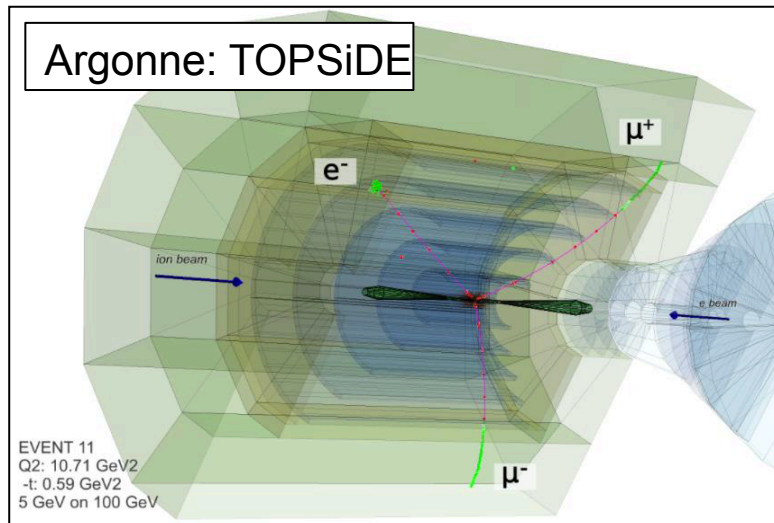 Argonne: TOPSiDE
μ+
e-
ion beam
e beam
EVENT 11
Q2: 10.71 GeV2
-t: 0.59 GeV2
5 GeV on 100 GeV
μ-